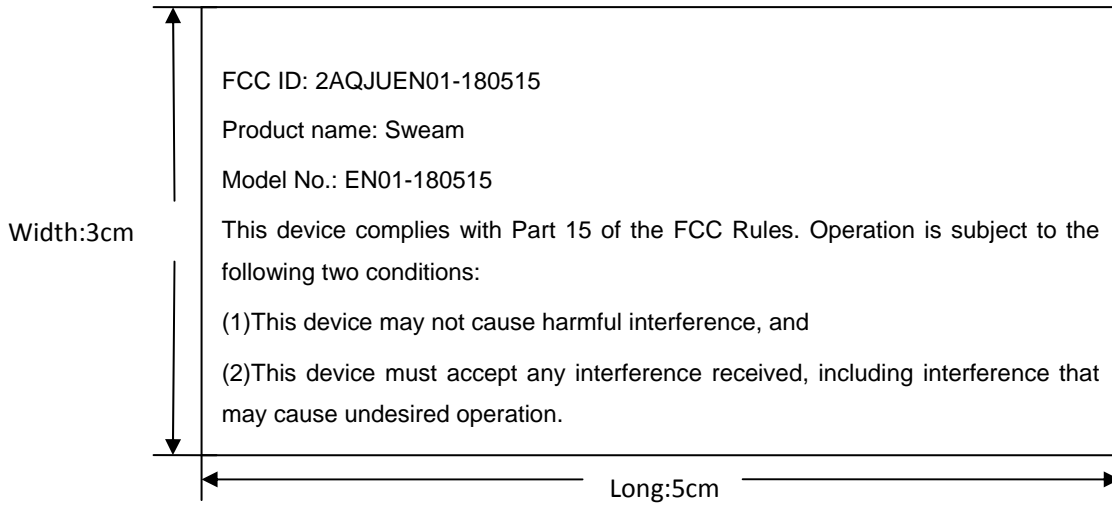 FCC ID: 2AQJUEN01-180515
Product name: Sweam
Model No.: EN01-180515
Width:3cm
This device complies with Part 15 of the FCC Rules. Operation is subject to the
following two conditions:
(1)This device may not cause harmful interference, and
(2)This device must accept any interference received, including interference that
may cause undesired operation.
Long:5cm